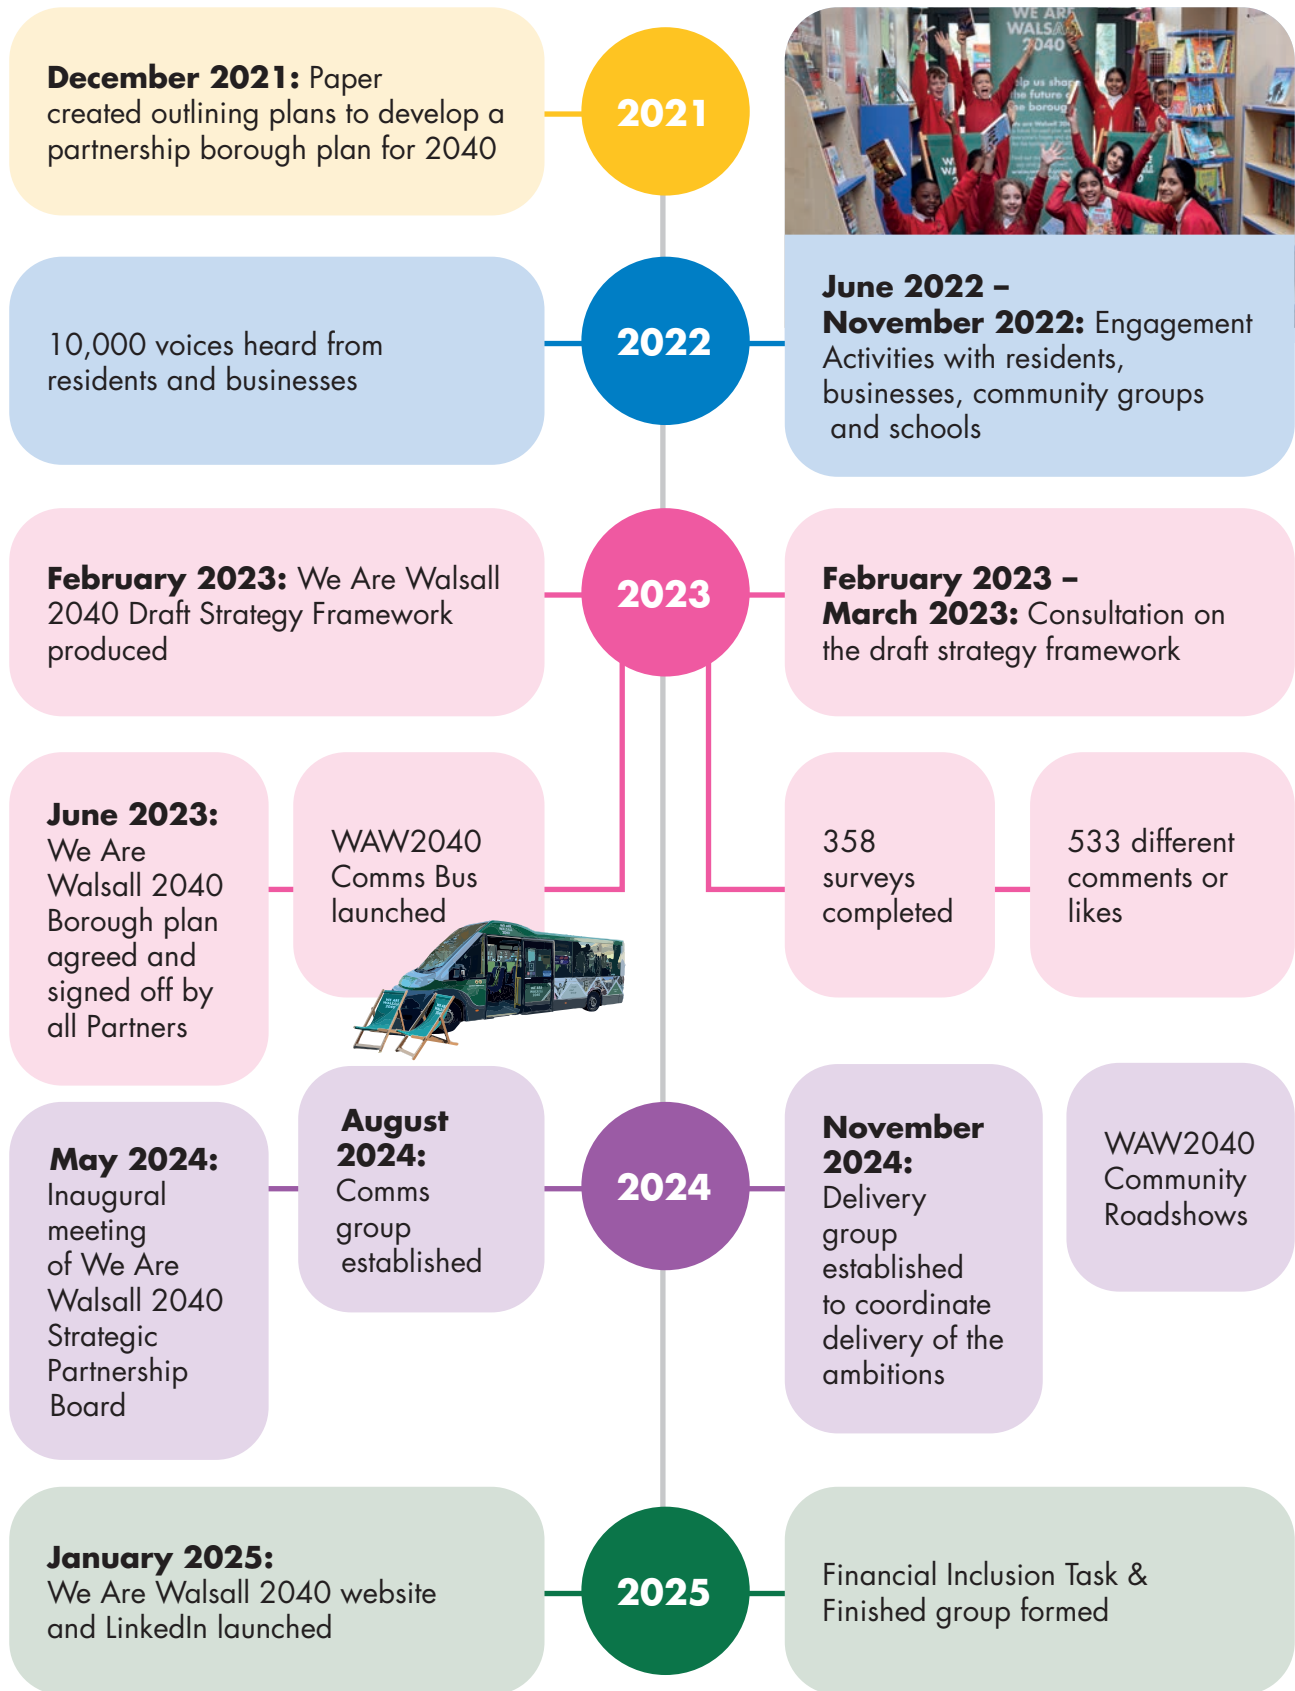 December 2021: Paper
created outlining plans to develop a
partnership borough plan for 2040
2021
WE ARE
WALSALL
2040
10,000 voices heard from
residents and businesses
2022
June 2022 –
November 2022: Engagement
Activities with residents,
businesses, community groups
and schools
February 2023: We Are Walsall
2040 Draft Strategy Framework
produced
2023
February 2023 –
March 2023: Consultation on
the draft strategy framework
June 2023:
We Are
Walsall 2040
Borough plan
agreed and
signed off by
all Partners
WAW2040
Comms Bus
launched
358
surveys
completed
533 different
comments or
likes
May 2024:
Inaugural
meeting
of We Are
Walsall 2040
Strategic
Partnership
Board
August
2024:
Comms
group
established
2024
November
2024:
Delivery
group
established
to coordinate
delivery of the
ambitions
WAW2040
Community
Roadshows
January 2025:
We Are Walsall 2040 website
and LinkedIn launched
2025
Financial Inclusion Task &
Finished group formed